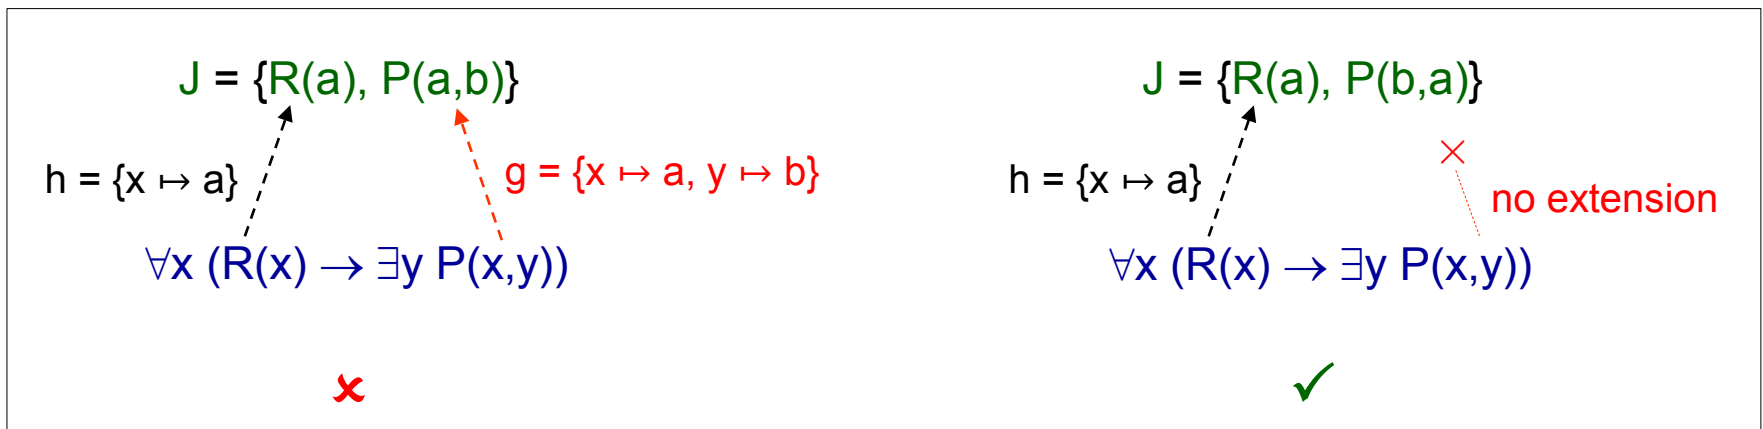 J = {R(a), P(a,b)}
h = {x ↦ a}
g = {x ↦ a, y ↦ b}
∀x (R(x) → ∃y P(x,y))
✘
J = {R(a), P(b,a)}
×
h = {x ↦ a}
no extension
∀x (R(x) → ∃y P(x,y))
✓